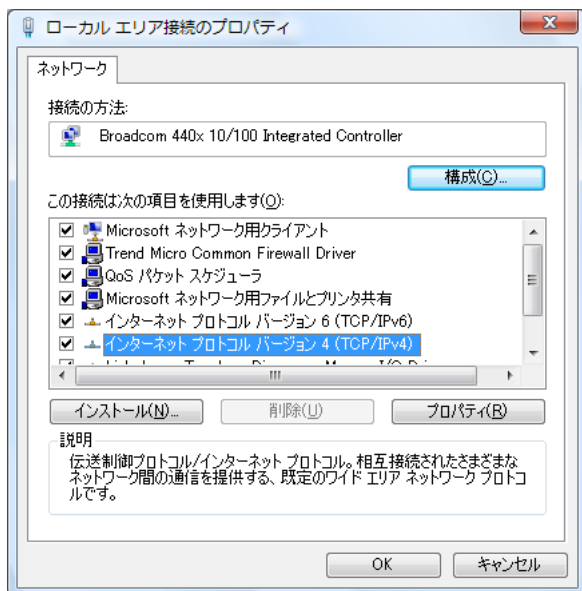 ローカル エリア接続のプロパティ
ネットワーク
接続の方法:
Broadcom 440x 10/100 Integrated Controller
構成(C)...
この接続は次の項目を使用します(O):
Microsoft ネットワーク用クライアント
Trend Micro Common Firewall Driver
QoS パケット スケジューラ
Microsoft ネットワーク用ファイルとプリンタ共有
インターネット プロトコル バージョン 6 (TCP/IPv6)
インターネット プロトコル バージョン 4 (TCP/IPv4)
インストール(N)...
削除(U)
プロパティ(R)
説明
伝送制御プロトコル/インターネット プロトコル。相互接続されたさまざまな
ネットワーク間の通信を提供する、既定のワイド エリア ネットワーク プロトコ
ルです。
OK
キャンセル